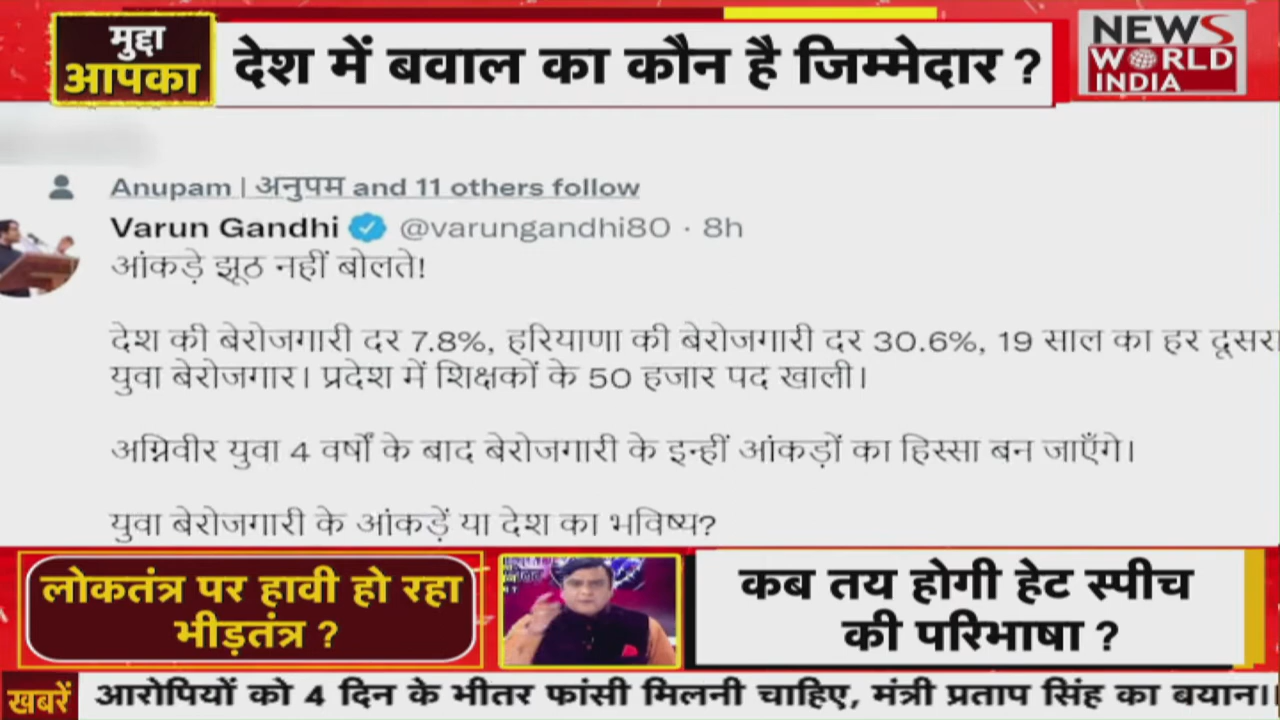 मुद्दा
आपका
देश में बवाल का कौन है जिम्मेदार ?
NEWS
WORLD
INDIA
Anupam | अनुपम and 11 others follow
Varun Gandhi @varungandhi80 · 8h
आंकड़े झूठ नहीं बोलते!
देश की बेरोजगारी दर 7.8%, हरियाणा की बेरोजगारी दर 30.6%, 19 साल का हर दूसरा
युवा बेरोजगार। प्रदेश में शिक्षकों के 50 हजार पद खाली।
अग्निवीर युवा 4 वर्षों के बाद बेरोजगारी के इन्हीं आंकड़ों का हिस्सा बन जाएँगे।
युवा बेरोजगारी के आंकड़ें या देश का भविष्य?
लोकतंत्र पर हावी हो रहा
भीड़तंत्र ?
कब तय होगी हेट स्पीच
की परिभाषा ?
खबरें
आरोपियों को 4 दिन के भीतर फांसी मिलनी चाहिए, मंत्री प्रताप सिंह का बयान।